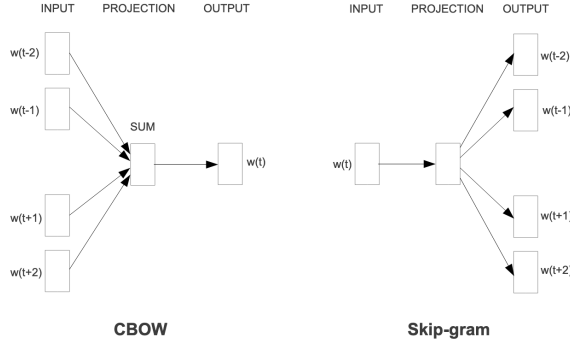 INPUT PROJECTION OUTPUT
w(t-2)
w(t-1)
SUM
w(t)
w(t+1)
w(t+2)
CBOW
INPUT PROJECTION OUTPUT
w(t-2)
w(t-1)
w(t)
w(t+1)
w(t+2)
Skip-gram